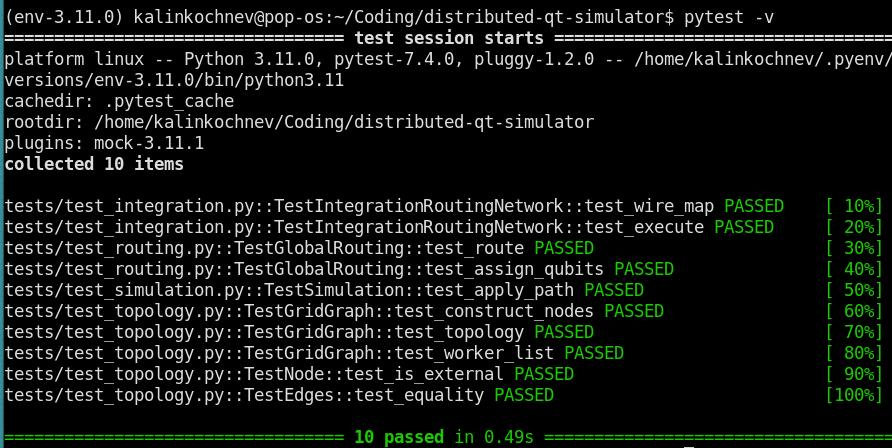 (env-3.11.0) kalinkochnev@pop-os:~/Coding/distributed-qt-simulator$ pytest -v
================================== test session starts ==================================
platform linux -- Python 3.11.0, pytest-7.4.0, pluggy-1.2.0 -- /home/kalinkochnev/.pyenv/
versions/env-3.11.0/bin/python3.11
cachedir: .pytest_cache
rootdir: /home/kalinkochnev/Coding/distributed-qt-simulator
plugins: mock-3.11.1
collected 10 items
tests/test_integration.py::TestIntegrationRoutingNetwork::test_wire_map PASSED    [ 10%]
tests/test_integration.py::TestIntegrationRoutingNetwork::test_execute PASSED     [ 20%]
tests/test_routing.py::TestGlobalRouting::test_route PASSED                       [ 30%]
tests/test_routing.py::TestGlobalRouting::test_assign_qubits PASSED               [ 40%]
tests/test_simulation.py::TestSimulation::test_apply_path PASSED                  [ 50%]
tests/test_topology.py::TestGridGraph::test_construct_nodes PASSED                [ 60%]
tests/test_topology.py::TestGridGraph::test_topology PASSED                       [ 70%]
tests/test_topology.py::TestGridGraph::test_worker_list PASSED                    [ 80%]
tests/test_topology.py::TestNode::test_is_external PASSED                         [ 90%]
tests/test_topology.py::TestEdges::test_equality PASSED                           [100%]
================================== 10 passed in 0.49s ===================================